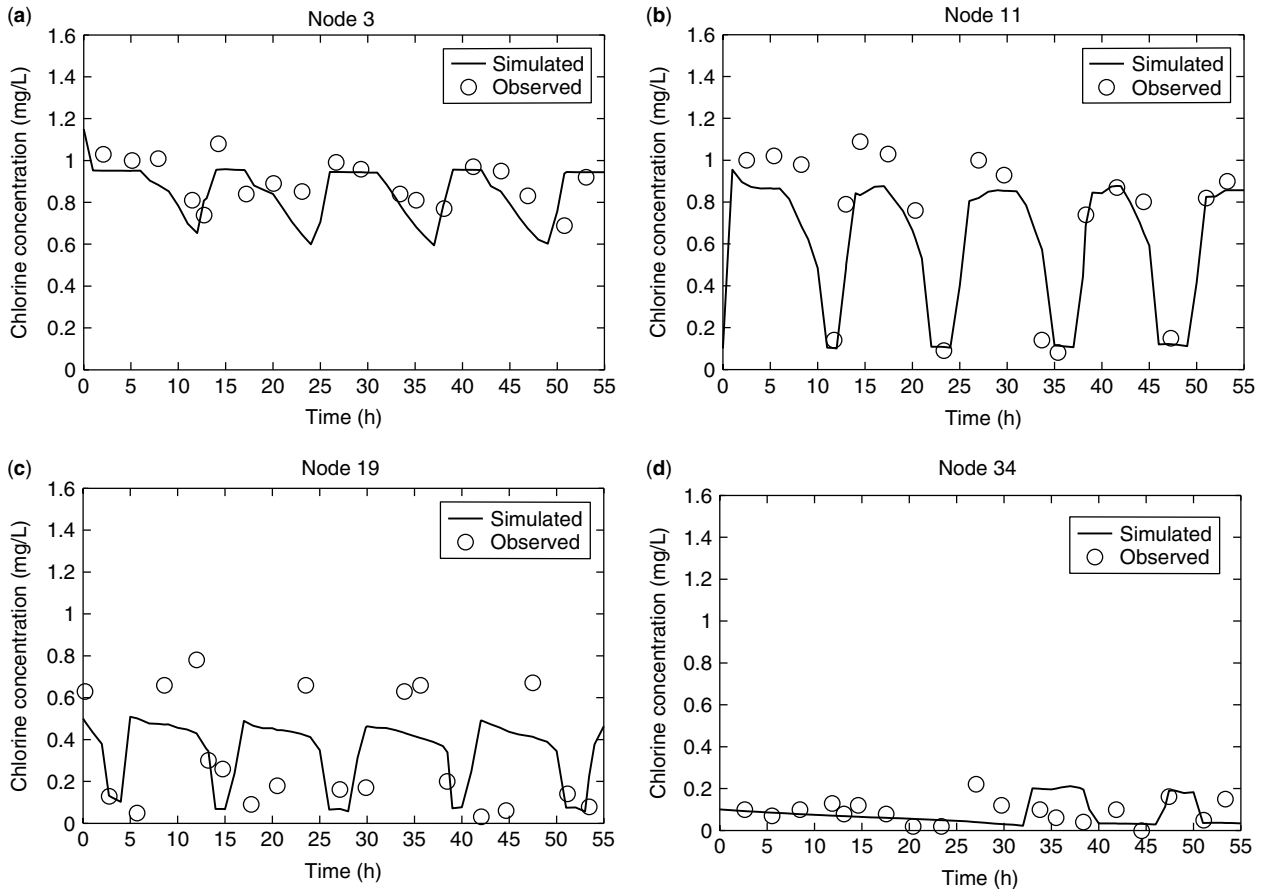 (a)
Node 3
1.6
1.4
1.2
1
0.8
0.6
0.4
0.2
0
Chlorine concentration (mg/L)
Simulated
Observed
0 5 10 15 20 25 30 35 40 45 50 55
Time (h)
(b)
Node 11
1.6
1.4
1.2
1
0.8
0.6
0.4
0.2
0
Chlorine concentration (mg/L)
Simulated
Observed
0 5 10 15 20 25 30 35 40 45 50 55
Time (h)
(c)
Node 19
1.6
1.4
1.2
1
0.8
0.6
0.4
0.2
0
Chlorine concentration (mg/L)
Simulated
Observed
0 5 10 15 20 25 30 35 40 45 50 55
Time (h)
(d)
Node 34
1.6
1.4
1.2
1
0.8
0.6
0.4
0.2
0
Chlorine concentration (mg/L)
Simulated
Observed
0 5 10 15 20 25 30 35 40 45 50 55
Time (h)